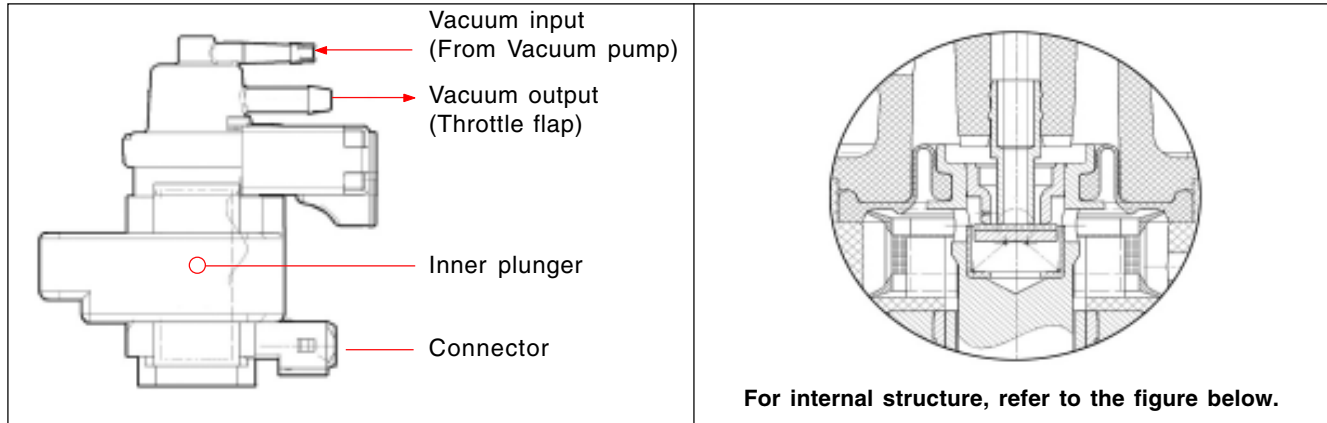 Vacuum input
(From Vacuum pump)
Vacuum output
(Throttle flap)
Inner plunger
Connector
For internal structure, refer to the figure below.